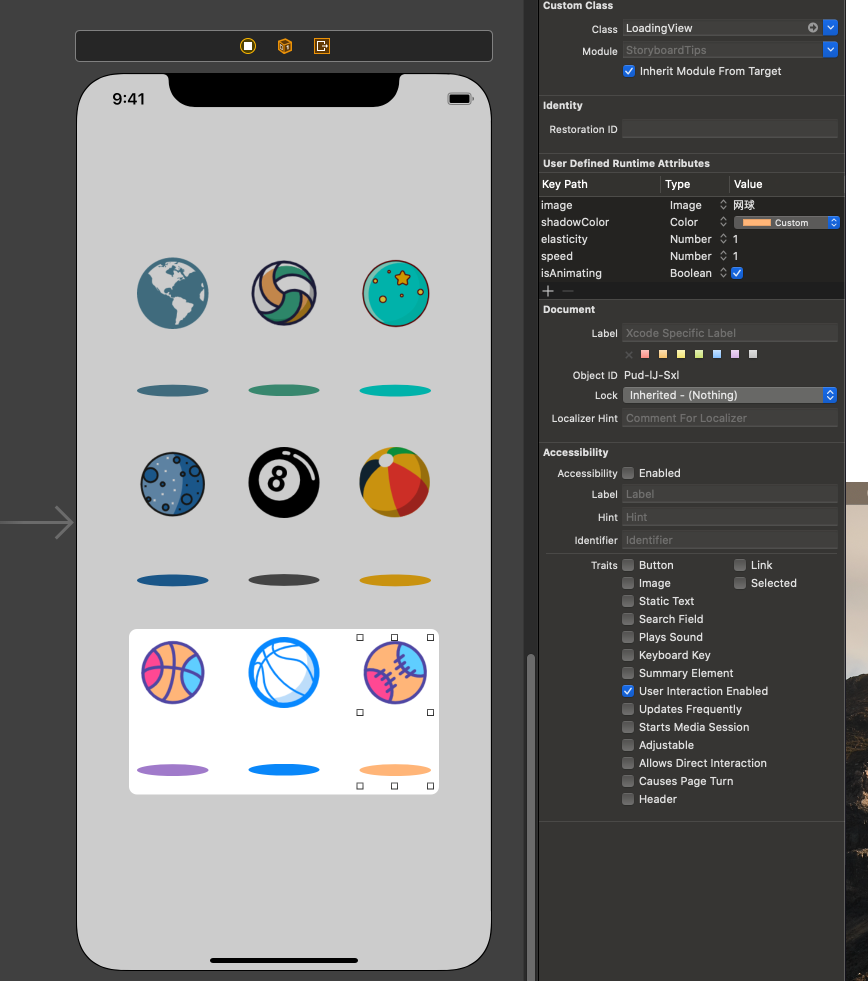 9:41
8
Custom Class
Class LoadingView
Module StoryboardTips
Inherit Module From Target
Identity
Restoration ID
User Defined Runtime Attributes
Key Path Type Value
image Image 网球
shadowColor Color Custom
elasticity Number 1
speed Number 1
isAnimating Boolean
Document
Label Xcode Specific Label
Object ID Pud-lJ-Sxl
Lock Inherited - (Nothing)
Localizer Hint Comment For Localizer
Accessibility
Accessibility Enabled
Label Label
Hint Hint
Identifier Identifier
Traits Button Link
Image Selected
Static Text
Search Field
Plays Sound
Keyboard Key
Summary Element
User Interaction Enabled
Updates Frequently
Starts Media Session
Adjustable
Allows Direct Interaction
Causes Page Turn
Header